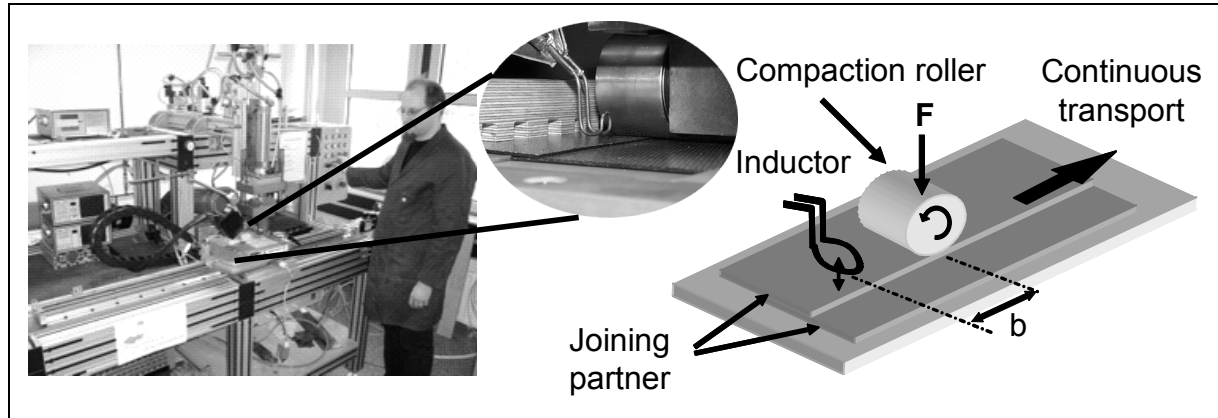 Compaction roller
Continuous
transport
F
Inductor
Joining
partner
b